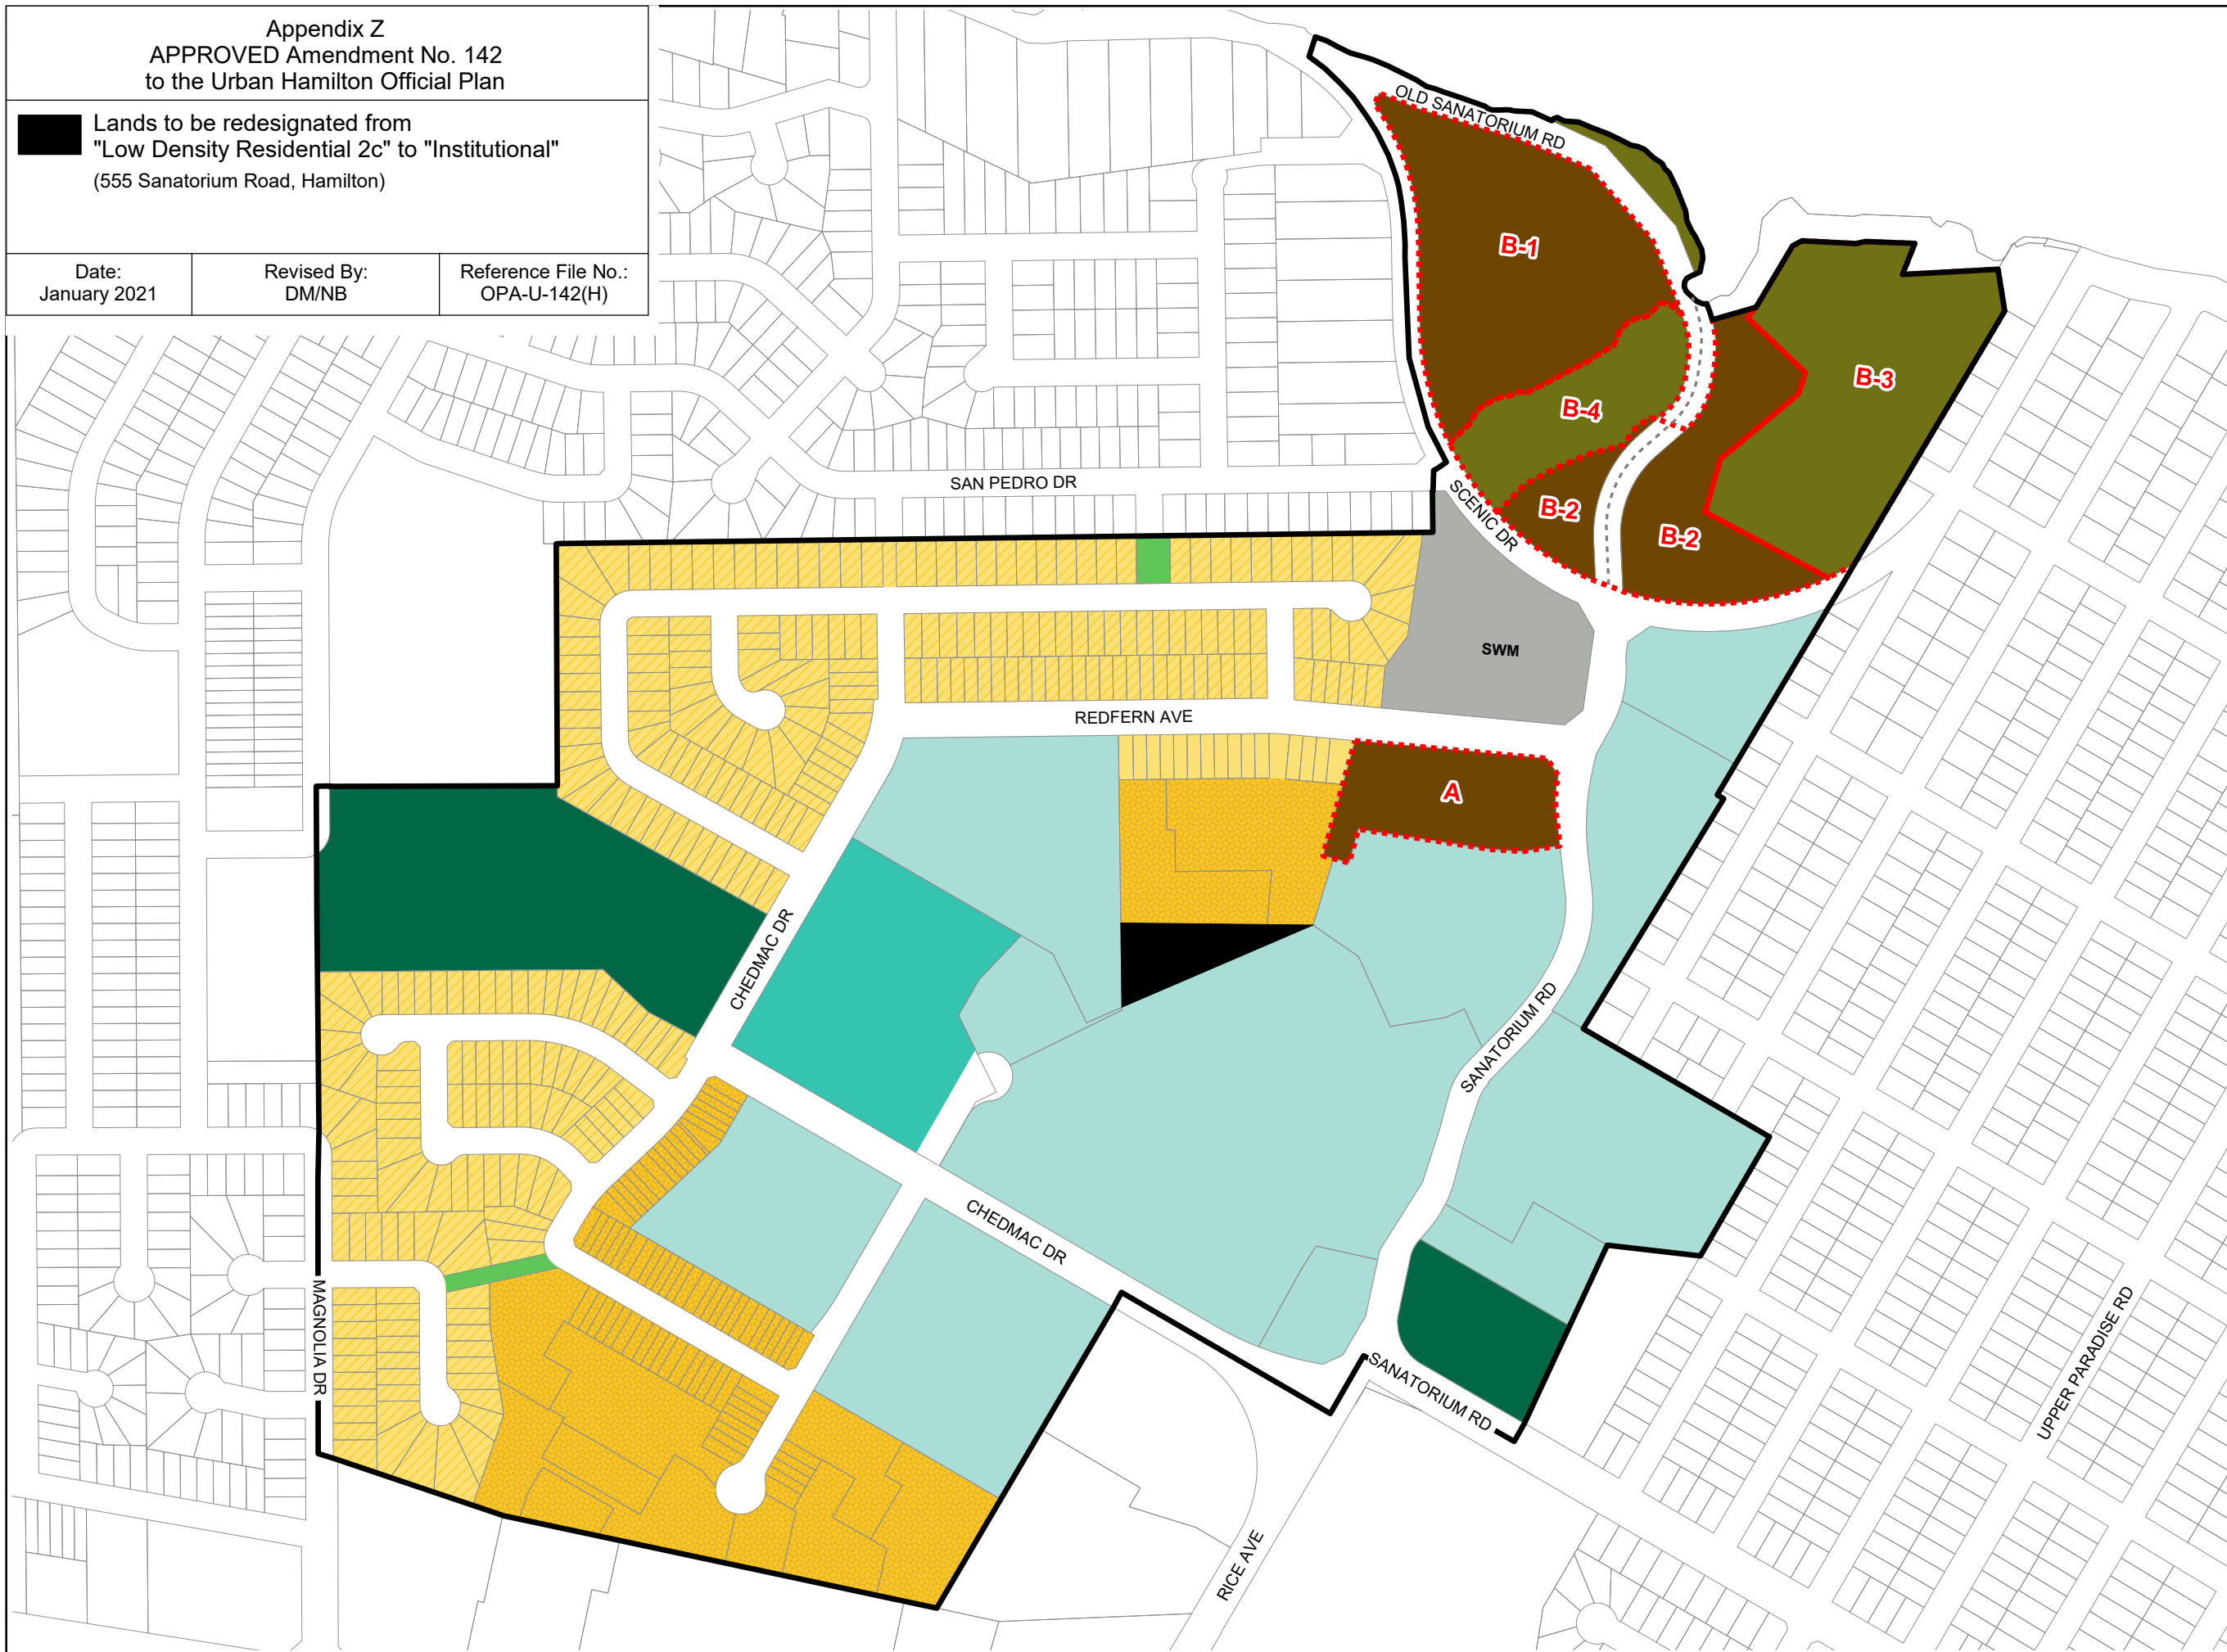 Appendix Z
APPROVED Amendment No. 142
to the Urban Hamilton Official Plan
Lands to be redesignated from
"Low Density Residential 2c" to "Institutional"
(555 Sanatorium Road, Hamilton)
Date:
January 2021
Revised By:
DM/NB
Reference File No.:
OPA-U-142(H)
OLD SANATORIUM RD
B-1
B-3
B-4
SAN PEDRO DR
SCENIC DR
B-2
B-2
SWM
REDFERN AVE
A
CHEDMAC DR
SANATORIUM RD
CHEDMAC DR
MAGNOLIA DR
SANATORIUM RD
UPPER PARADISE RD
RICE AVE